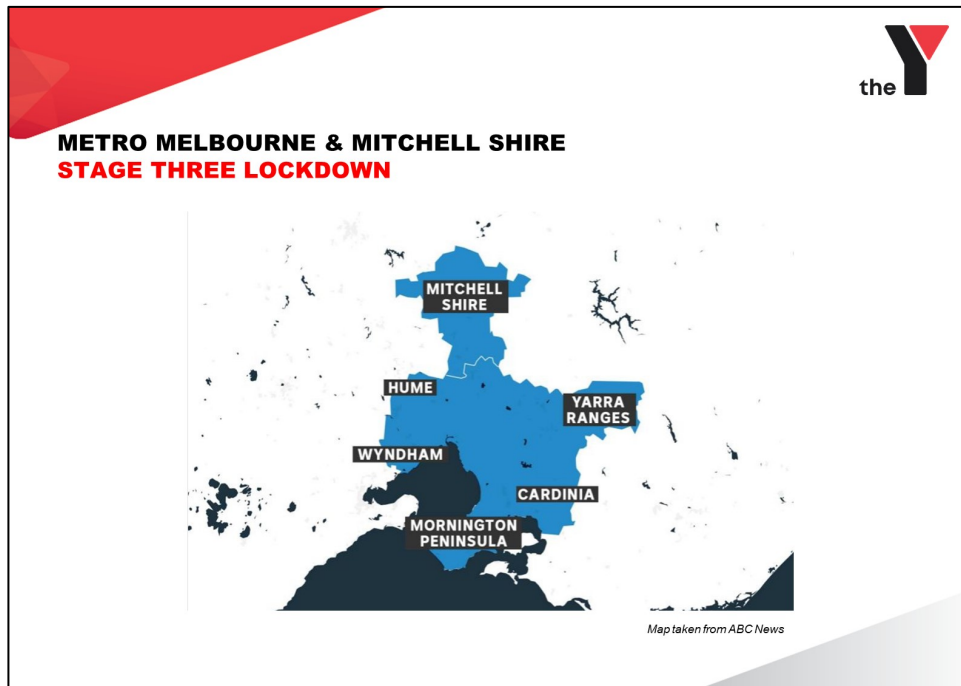 the Y
METRO MELBOURNE & MITCHELL SHIRE
STAGE THREE LOCKDOWN
MITCHELL
SHIRE
HUME
YARRA
RANGES
WYNDHAM
CARDINIA
MORNINGTON
PENINSULA
Map taken from ABC News